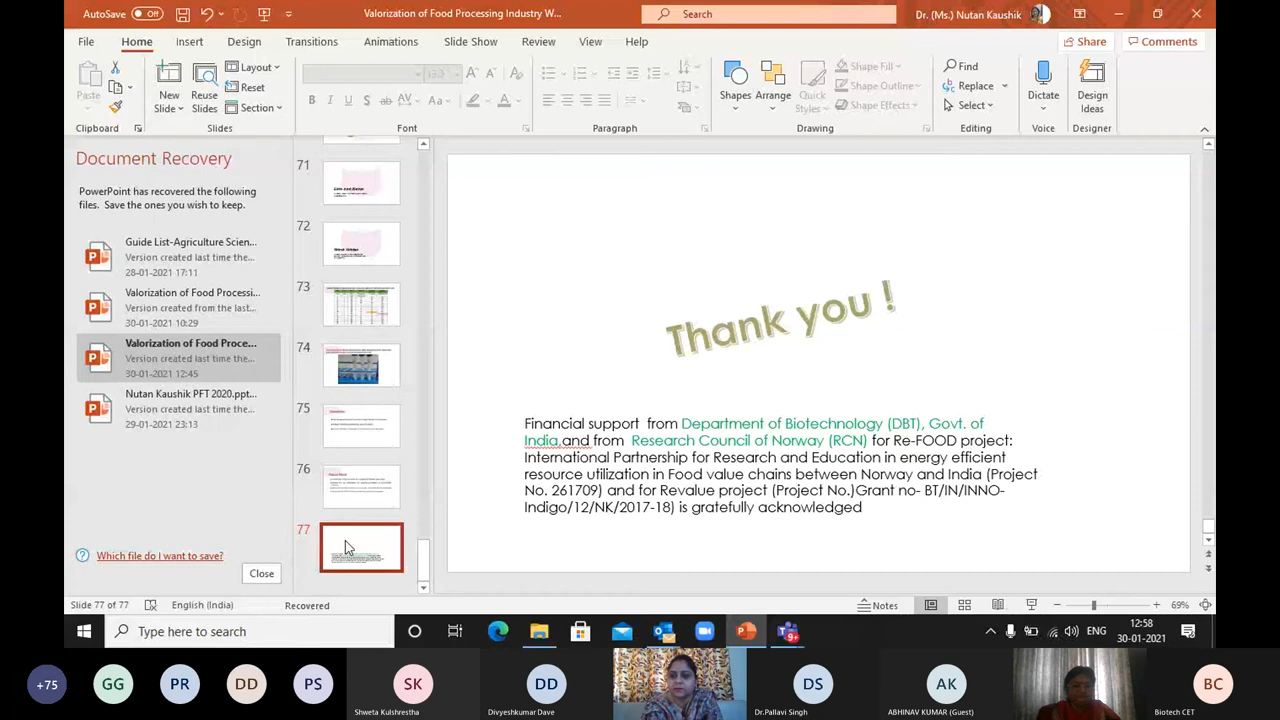 AutoSave Off
Valorization of Food Processing Industry W...
Search
Dr. (Ms.) Nutan Kaushik
File Home Insert Design Transitions Animations Slide Show Review View Help
Share Comments
Paste
New Slide
Reuse Slides
Layout
Reset
Section
Shapes
Arrange
Quick Styles
Shape Fill
Shape Outline
Shape Effects
Find
Replace
Select
Dictate
Design Ideas
Clipboard Slides Font Paragraph Drawing Editing Voice Designer
Document Recovery
PowerPoint has recovered the following
files. Save the ones you wish to keep.
Guide List-Agriculture Scien...
Version created last time the...
28-01-2021 17:11
Valorization of Food Processi...
Version created from the last...
30-01-2021 10:29
Valorization of Food Proce...
Version created last time the...
30-01-2021 12:45
Nutan Kaushik PFT 2020.ppt...
Version created last time the...
29-01-2021 23:13
Which file do I want to save?
Close
71
72
73
74
75
76
77
Thank you !
Financial support from Department of Biotechnology (DBT), Govt. of
India,and from Research Council of Norway (RCN) for Re-FOOD project:
International Partnership for Research and Education in energy efficient
resource utilization in Food value chains between Norway and India (Project
No. 261709) and for Revalue project (Project No.)Grant no- BT/IN/INNO-
Indigo/12/NK/2017-18) is gratefully acknowledged
Slide 77 of 77 English (India) Recovered
Notes
69%
Type here to search
ENG
12:58
30-01-2021
+75 GG PR DD PS SK DD DS AK BC
Shweta Kulshrestha
Divyeshkumar Dave
Dr.Pallavi Singh
ABHINAV KUMAR (Guest)
Biotech CET